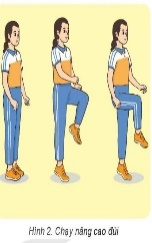 Hình 2. Chạy nâng cao đùi